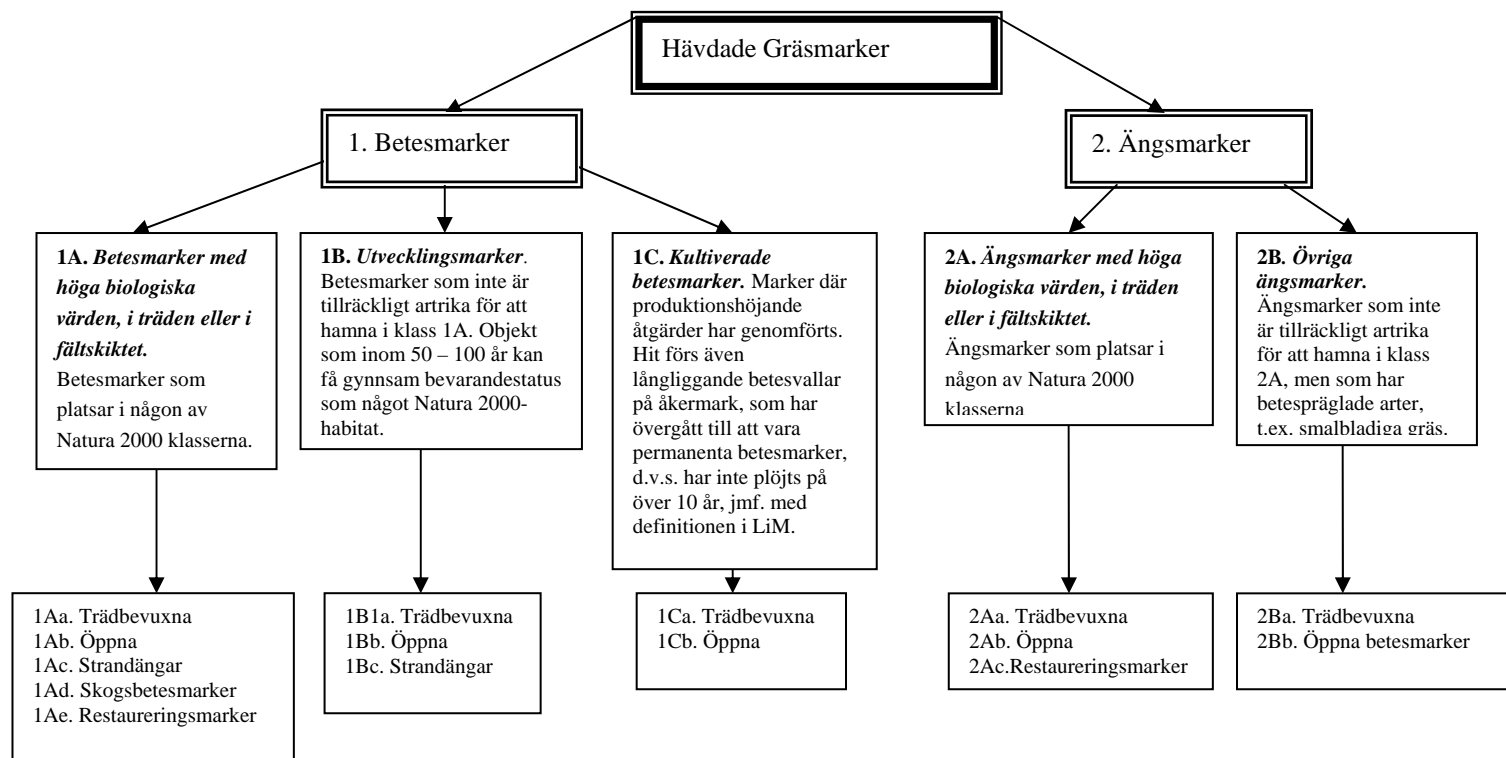 Hävdade Gräsmarker
1. Betesmarker
2. Ängsmarker
1A. Betesmarker med
höga biologiska
värden, i träden eller i
fältskiktet.
Betesmarker som
platsar i någon av
Natura 2000 klasserna.
1B. Utvecklingsmarker.
Betesmarker som inte är
tillräckligt artrika för att
hamna i klass 1A. Objekt
som inom 50 – 100 år kan
få gynnsam bevarandestatus
som något Natura 2000-
habitat.
1C. Kultiverade
betesmarker. Marker där
produktionshöjande
åtgärder har genomförts.
Hit förs även
långliggande betesvallar
på åkermark, som har
övergått till att vara
permanenta betesmarker,
d.v.s. har inte plöjts på
över 10 år, jmf. med
definitionen i LiM.
2A. Ängsmarker med höga
biologiska värden, i träden
eller i fältskiktet.
Ängsmarker som platsar i
någon av Natura 2000
klasserna
2B. Övriga
ängsmarker.
Ängsmarker som inte
är tillräckligt artrika
för att hamna i klass
2A, men som har
betespräglade arter,
t.ex. smalbladiga gräs.
1Aa. Trädbevuxna
1Ab. Öppna
1Ac. Strandängar
1Ad. Skogsbetesmarker
1Ae. Restaureringsmarker
1B1a. Trädbevuxna
1Bb. Öppna
1Bc. Strandängar
1Ca. Trädbevuxna
1Cb. Öppna
2Aa. Trädbevuxna
2Ab. Öppna
2Ac.Restaureringsmarker
2Ba. Trädbevuxna
2Bb. Öppna betesmarker